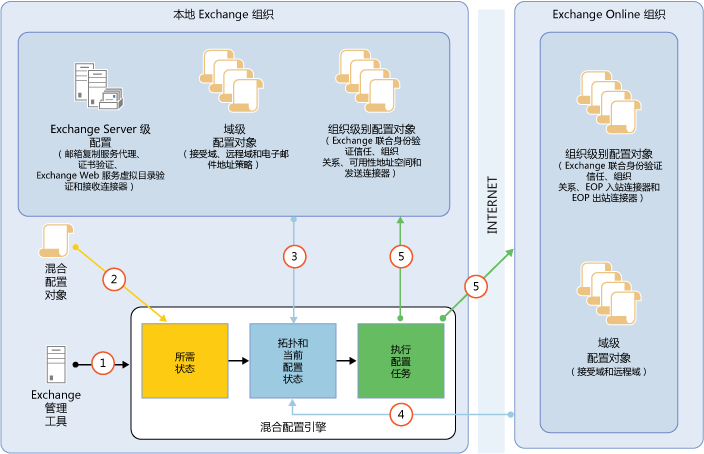 本地 Exchange 组织
Exchange Server 级
配置
（邮箱复制服务代理、
证书验证、
Exchange Web 服务虚拟目录验
证和接收连接器）
域级
配置对象
（接受域、远程域和电子邮
件地址策略）
组织级别配置对象
（Exchange 联合身份验
证信任、组织
关系、可用性地址空间和
发送连接器）
INTERNET
Exchange Online 组织
组织级别配置对象
（Exchange 联合身份验证
信任、组织
关系、EOP 入站连接器和
EOP 出站连接器）
域级
配置对象
（接受域和远程域）
混合
配置
对象
2
3
5
5
Exchange
管理
工具
1
所需
状态
拓扑和
当前
配置
状态
执行
配置
任务
4
混合配置引擎